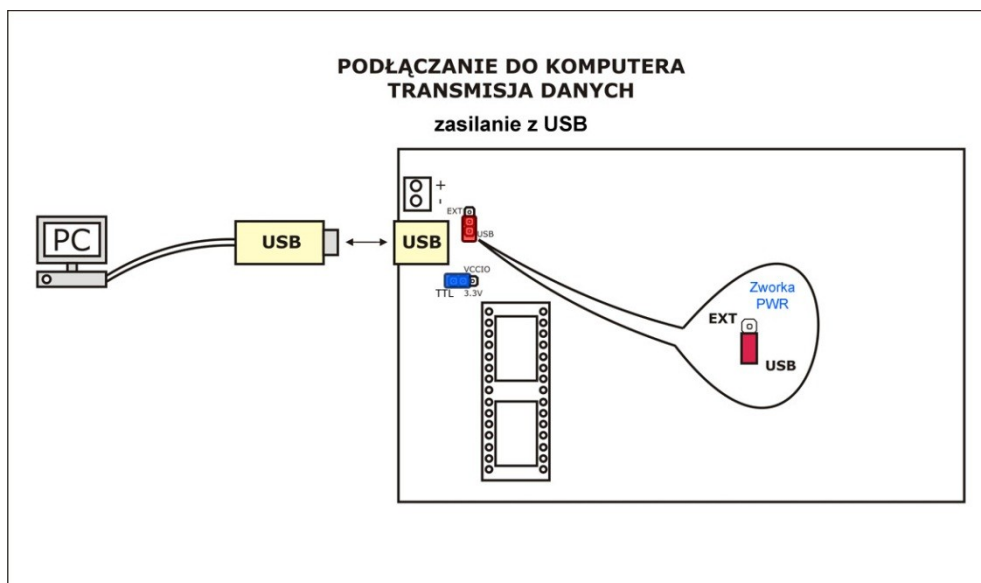 PODŁĄCZANIE DO KOMPUTERA
TRANSMISJA DANYCH
zasilanie z USB
+
-
PC
USB
USB
EXT
USB
VCCIO
TTL
3.3V
Zworka
PWR
EXT
USB